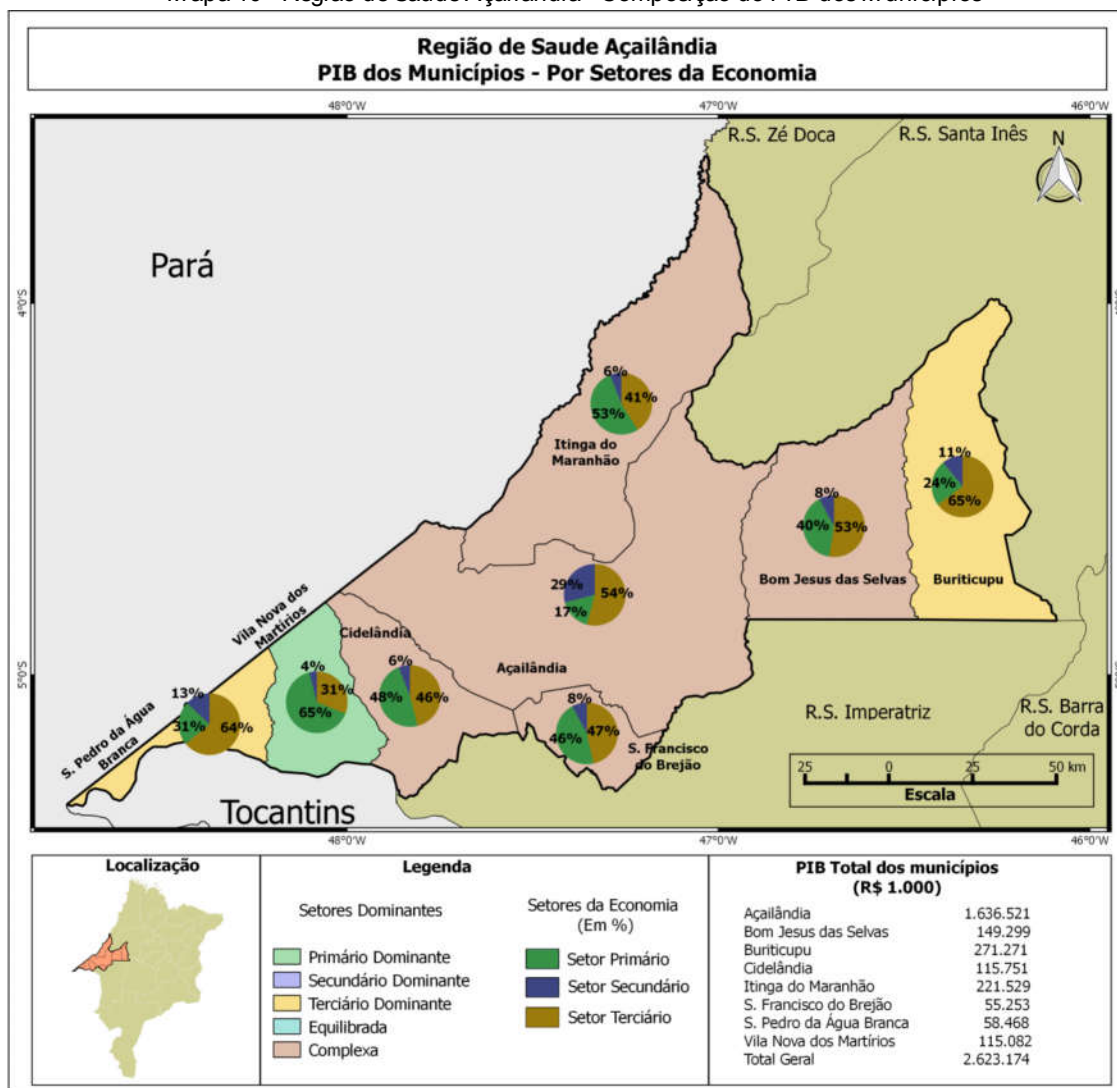 Região de Saude Açailândia
PIB dos Municípios - Por Setores da Economia
48°0'W
47°0'W
46°0'W
R.S. Zé Doca
R.S. Santa Inês
N
Pará
4°0'S
6%
41%
53%
Itinga do
Maranhão
11%
24%
65%
8%
40%
53%
Bom Jesus das Selvas
Buriticupu
29%
54%
17%
Açailândia
Vila Nova dos
Martírios
Cidelândia
4%
31%
65%
6%
48%
46%
5°0'S
13%
31%
64%
S. Pedro da Água
Branca
8%
46%
47%
S. Francisco
do Brejão
R.S. Imperatriz
R.S. Barra
do Corda
25
0
50 km
Escala
Tocantins
48°0'W
47°0'W
46°0'W
Localização
Legenda
Setores Dominantes
Primário Dominante
Secundário Dominante
Terciário Dominante
Equilibrada
Complexa
Setores da Economia
(Em %)
Setor Primário
Setor Secundário
Setor Terciário
PIB Total dos municípios
(R$ 1.000)
Açailândia 1.636.521
Bom Jesus das Selvas 149.299
Buriticupu 271.271
Cidelândia 115.751
Itinga do Maranhão 221.529
S. Francisco do Brejão 55.253
S. Pedro da Água Branca 58.468
Vila Nova dos Martírios 115.082
Total Geral 2.623.174